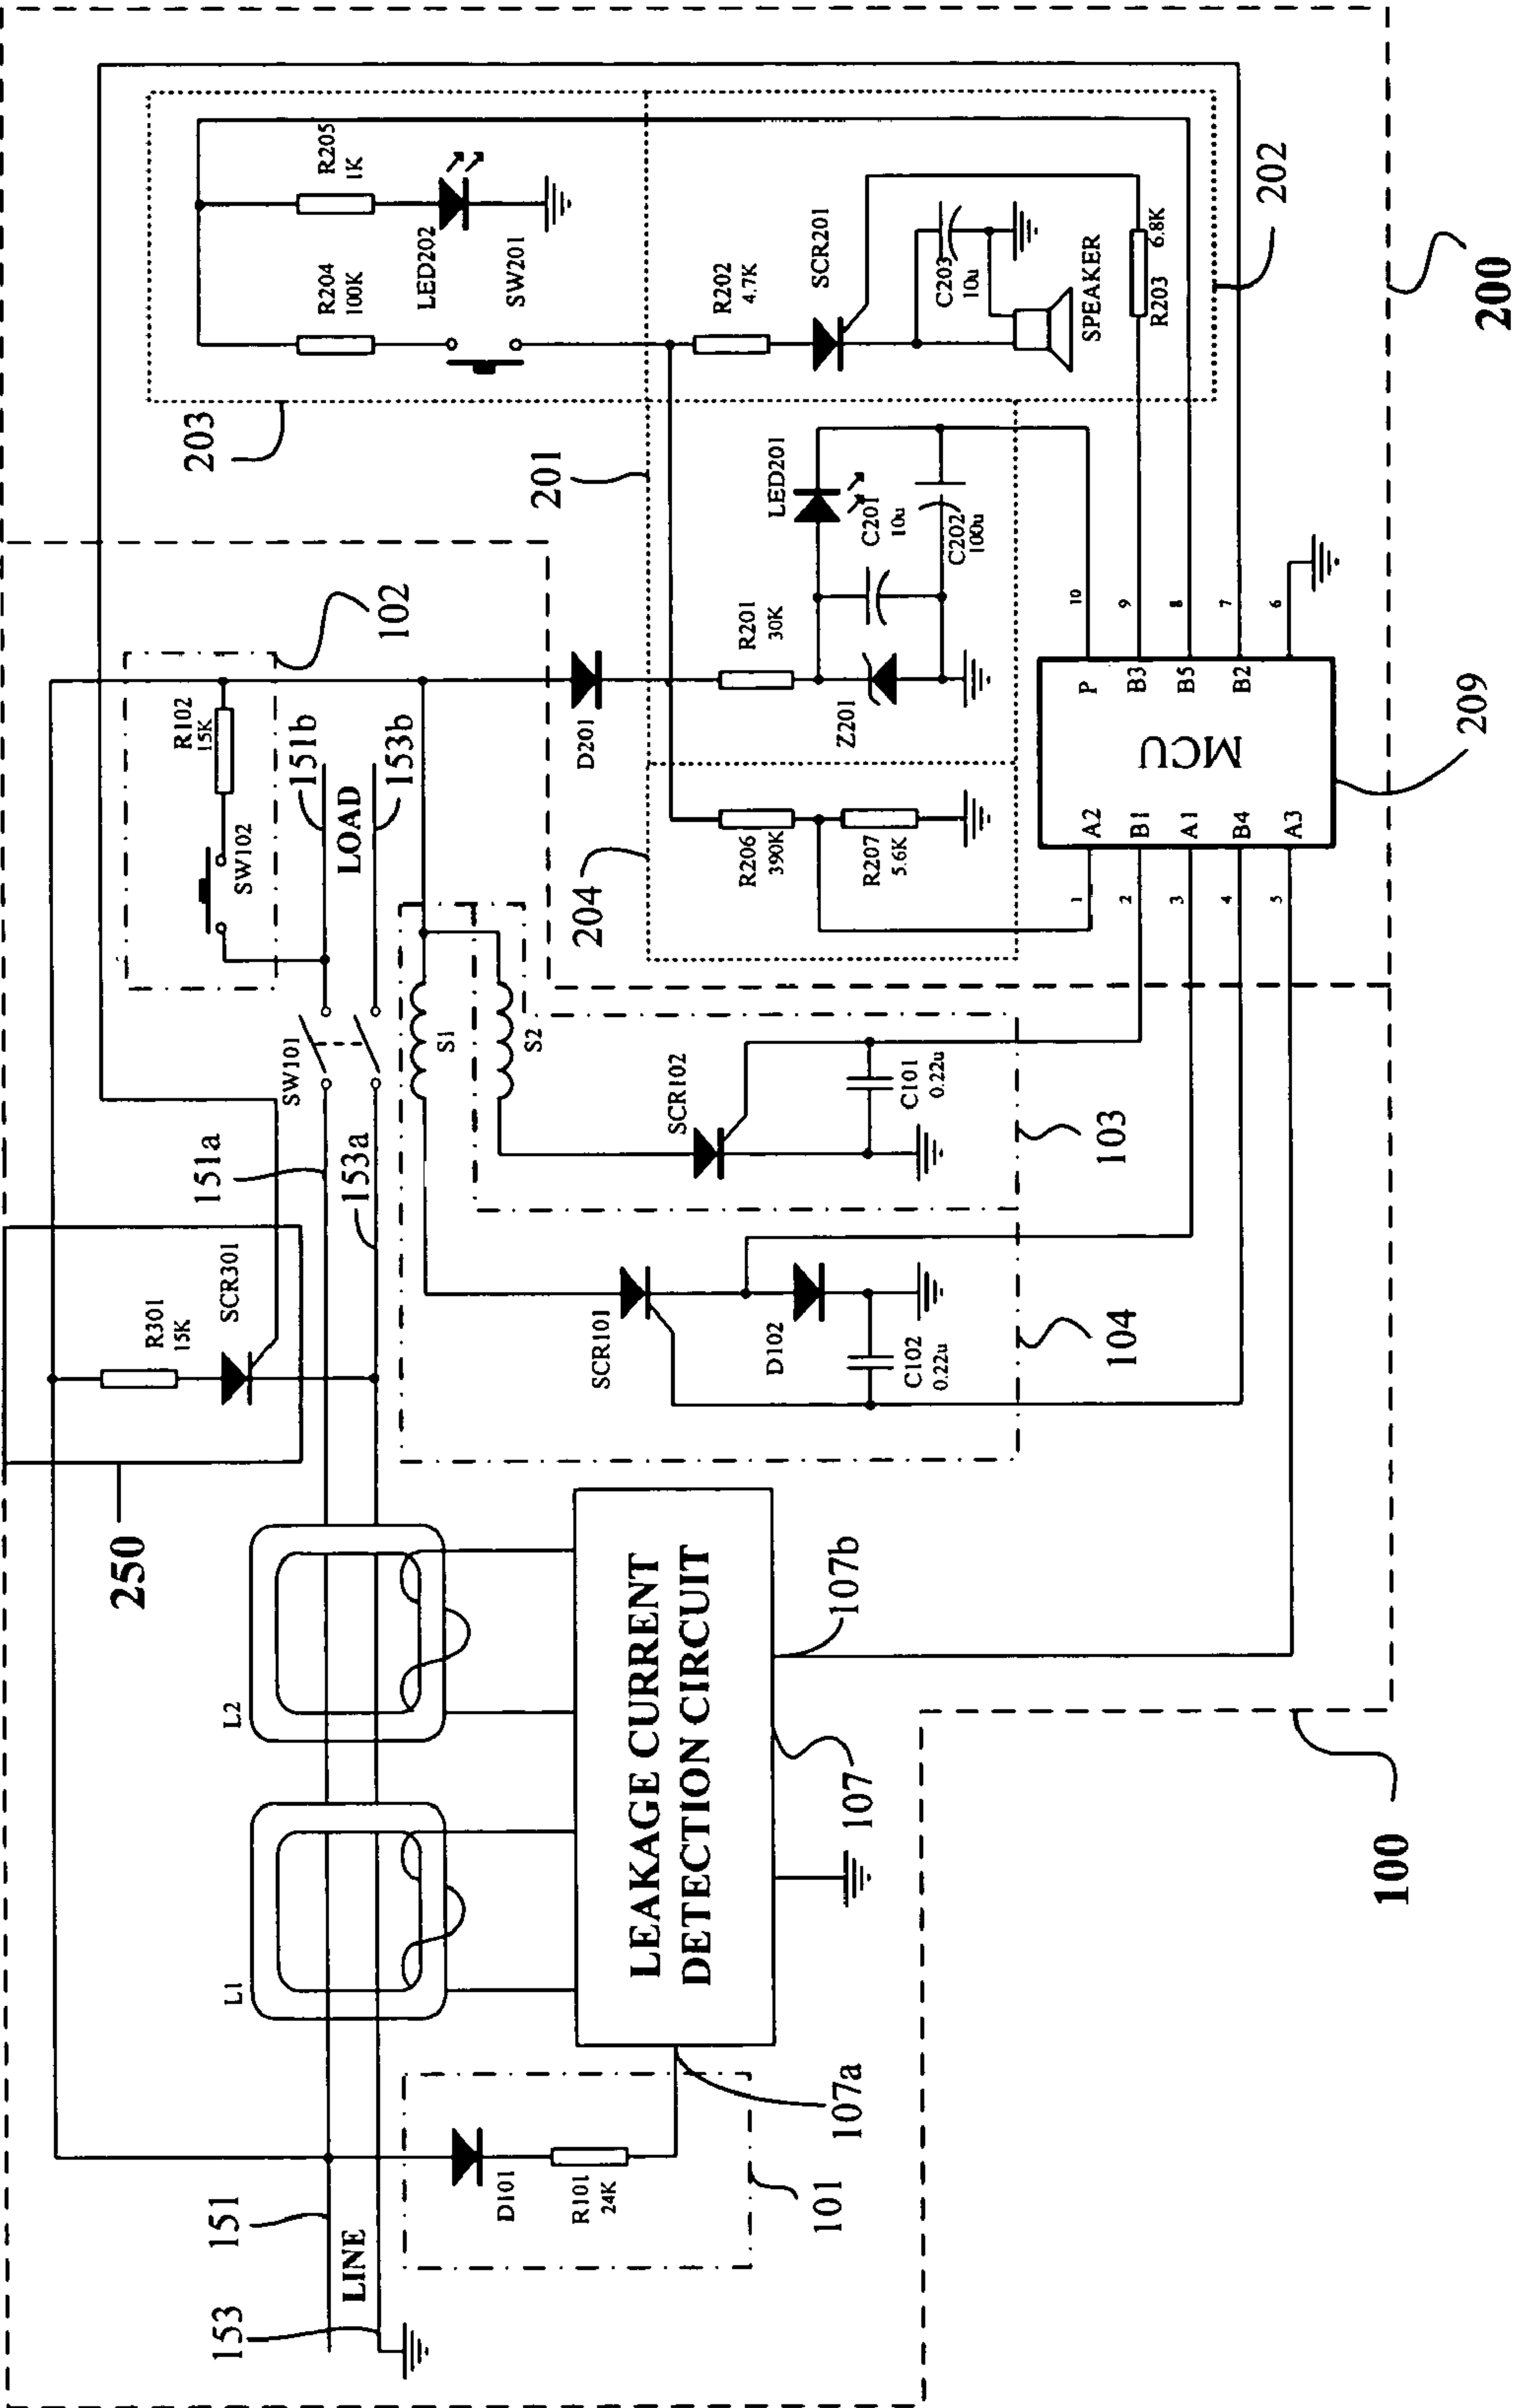 200
100
250
203
202
201
204
102
103
104
101
107
107a
107b
209
151
153
LINE
151a
153a
151b
153b
LOAD
L1
L2
D101
R101
24K
LEAKAGE CURRENT
DETECTION CIRCUIT
R301
15K
SCR301
SW101
SW102
R102
15K
S1
S2
SCR101
D102
C102
0.22u
SCR102
C101
0.22u
D201
R206
390K
R207
5.6K
R201
30K
Z201
C201
10u
C202
100u
LED201
R204
100K
R205
1K
LED202
SW201
R202
4.7K
SCR201
C203
10u
SPEAKER
R203
6.8K
MCU
A2
B1
A1
B4
A3
P
B3
B5
B2
1
2
3
4
5
10
9
8
7
6